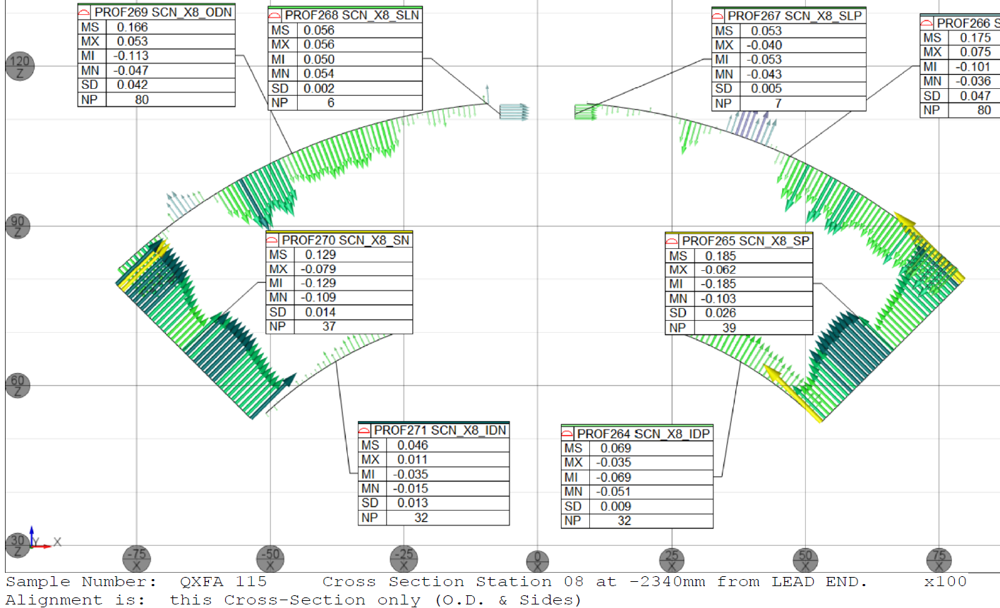 PROF269 SCN_X8_ODN
MS 0.166
MX 0.053
MI -0.113
MN -0.047
SD 0.042
NP 80
PROF268 SCN_X8_SLN
MS 0.056
MX 0.056
MI 0.050
MN 0.054
SD 0.002
NP 6
PROF267 SCN_X8_SLP
MS 0.053
MX -0.040
MI -0.053
MN -0.043
SD 0.005
NP 7
PROF266 S
MS 0.175
MX 0.075
MI -0.101
MN -0.036
SD 0.047
NP 80
120
Z
90
Z
PROF270 SCN_X8_SN
MS 0.129
MX -0.079
MI -0.129
MN -0.109
SD 0.014
NP 37
PROF265 SCN_X8_SP
MS 0.185
MX -0.062
MI -0.185
MN -0.103
SD 0.026
NP 39
60
Z
PROF271 SCN_X8_IDN
MS 0.046
MX 0.011
MI -0.035
MN -0.015
SD 0.013
NP 32
PROF264 SCN_X8_IDP
MS 0.069
MX -0.035
MI -0.069
MN -0.051
SD 0.009
NP 32
30
Z
Y X
-75
X
-50
X
-25
X
0
X
25
X
50
X
75
X
Sample Number: QXFA 115 Cross Section Station 08 at -2340mm from LEAD END. x100
Alignment is: this Cross-Section only (O.D. & Sides)